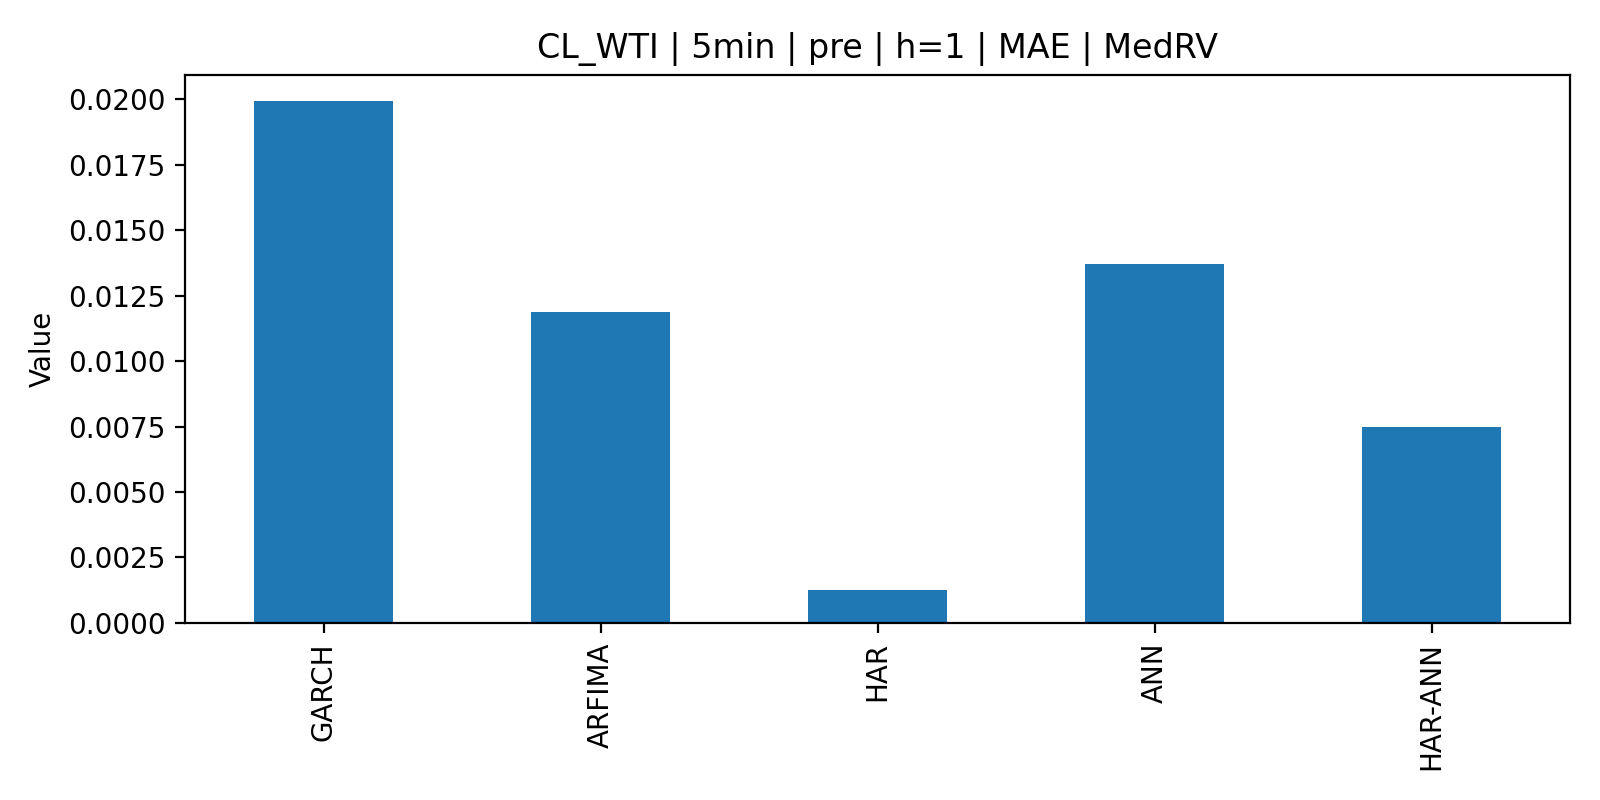 CL_WTI | 5min | pre | h=1 | MAE | MedRV
Value
0.0200
0.0175
0.0150
0.0125
0.0100
0.0075
0.0050
0.0025
0.0000
GARCH
ARFIMA
HAR
ANN
HAR-ANN